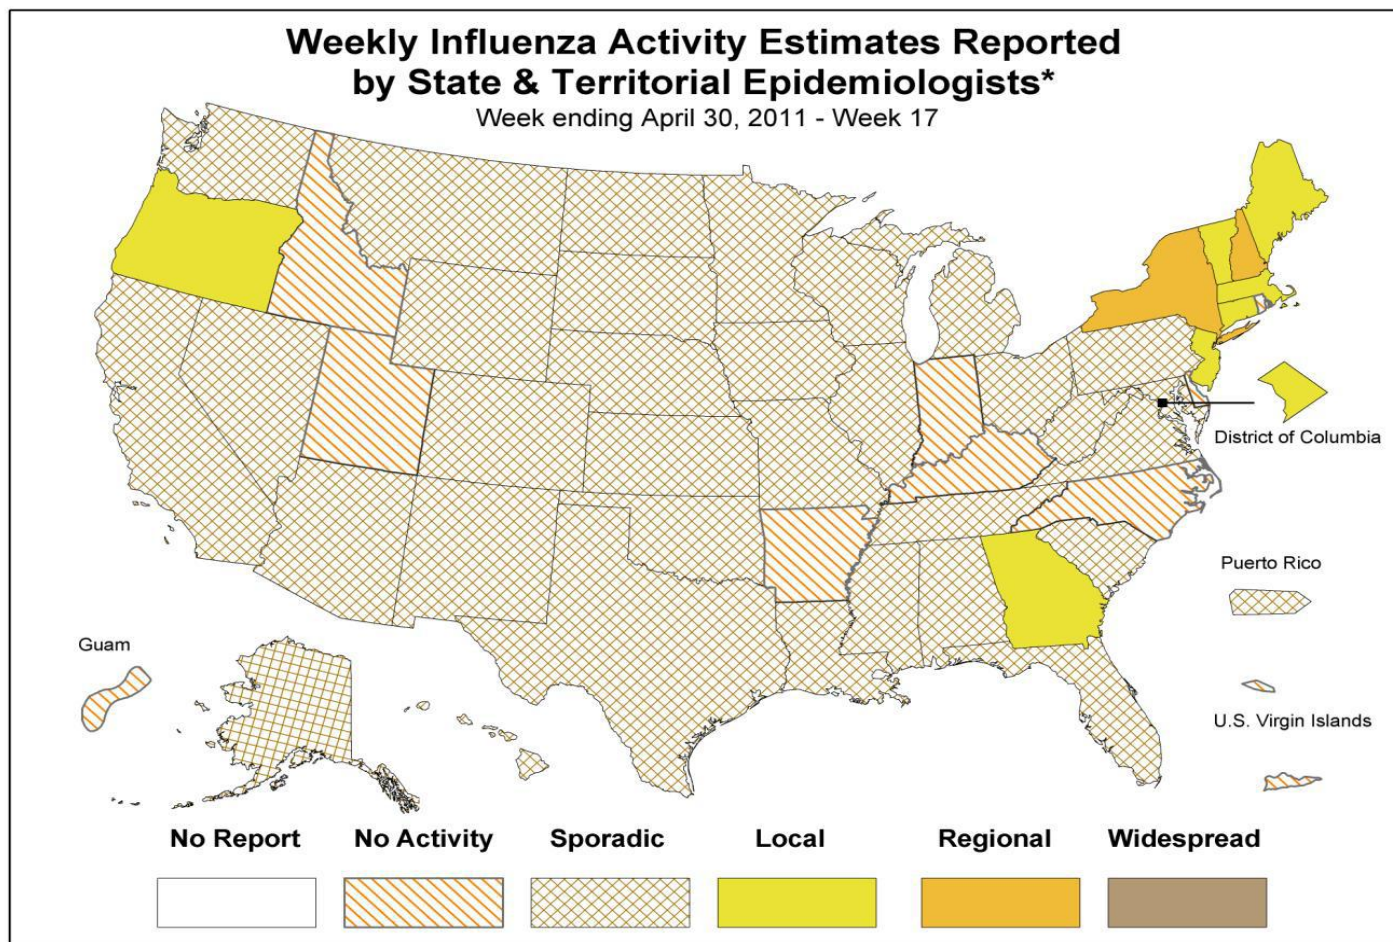 Weekly Influenza Activity Estimates Reported
by State & Territorial Epidemiologists*
Week ending April 30, 2011 - Week 17
District of Columbia
Puerto Rico
Guam
U.S. Virgin Islands
No Report No Activity Sporadic Local Regional Widespread